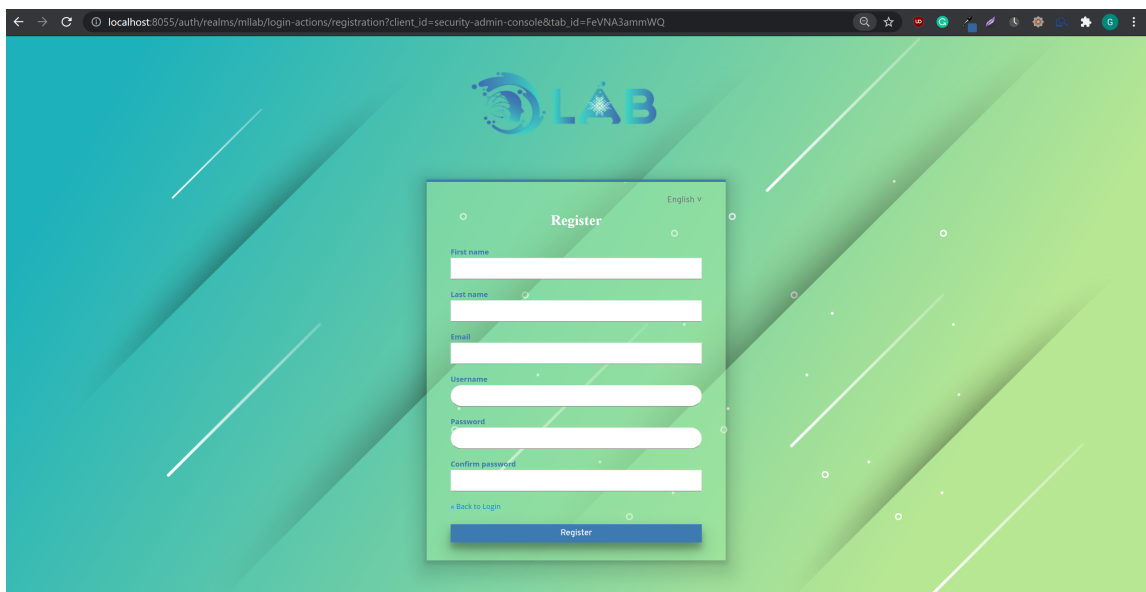 localhost:8055/auth/realms/mllab/login-actions/registration?client_id=security-admin-console&tab_id=FeVNA3ammWQ
LAB
English
Register
First name
Last name
Email
Username
Password
Confirm password
« Back to Login
Register